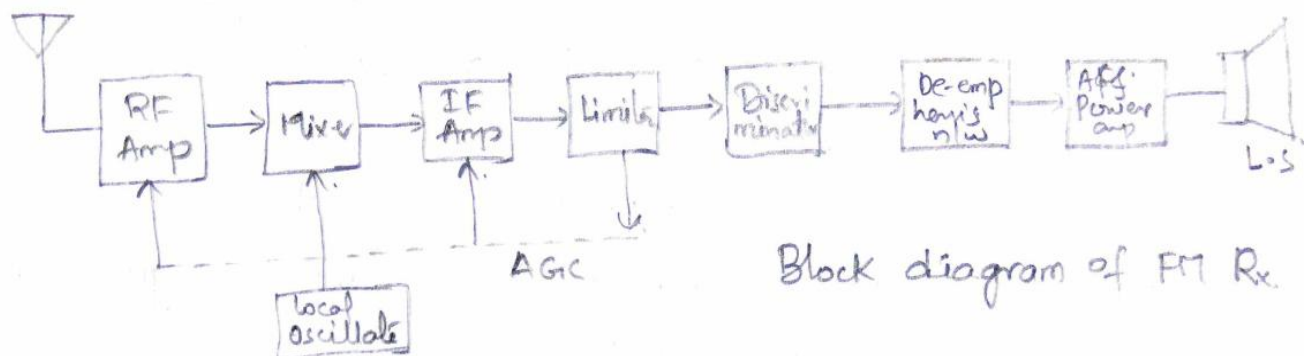 RF
Amp
Mixer
IF
Amp
Limiter
Discri
minator
De-emp
hasis
n/w
Power
amp
L.S
AGC
Block diagram of FM Rx
Local
Oscillator